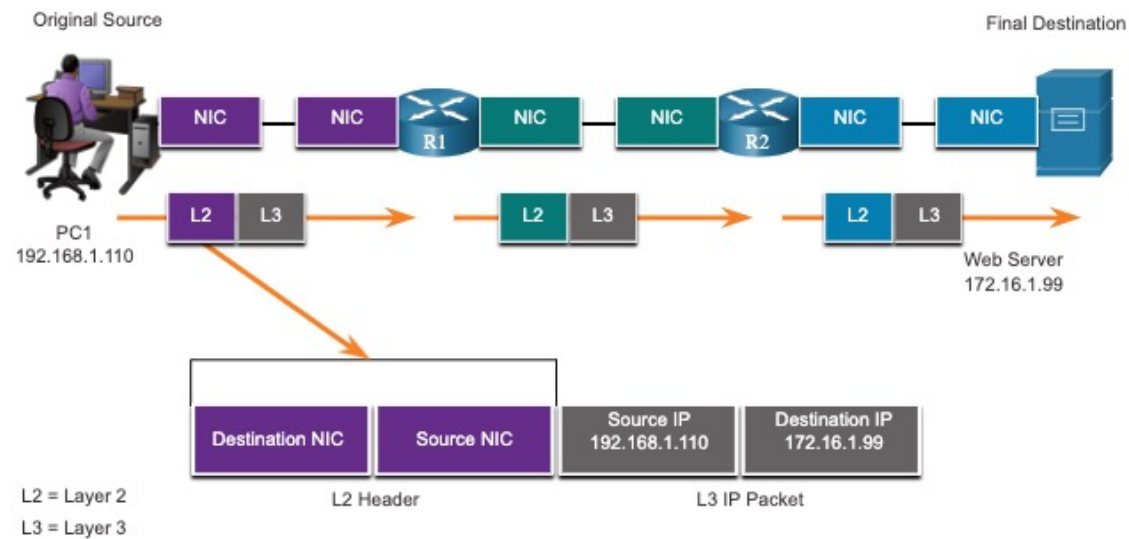 Original Source
Final Destination
NIC
NIC
R1
NIC
NIC
R2
NIC
NIC
L2
L3
L2
L3
L2
L3
PC1
192.168.1.110
Web Server
172.16.1.99
Destination NIC
Source NIC
Source IP
192.168.1.110
Destination IP
172.16.1.99
L2 Header
L3 IP Packet
L2 = Layer 2
L3 = Layer 3